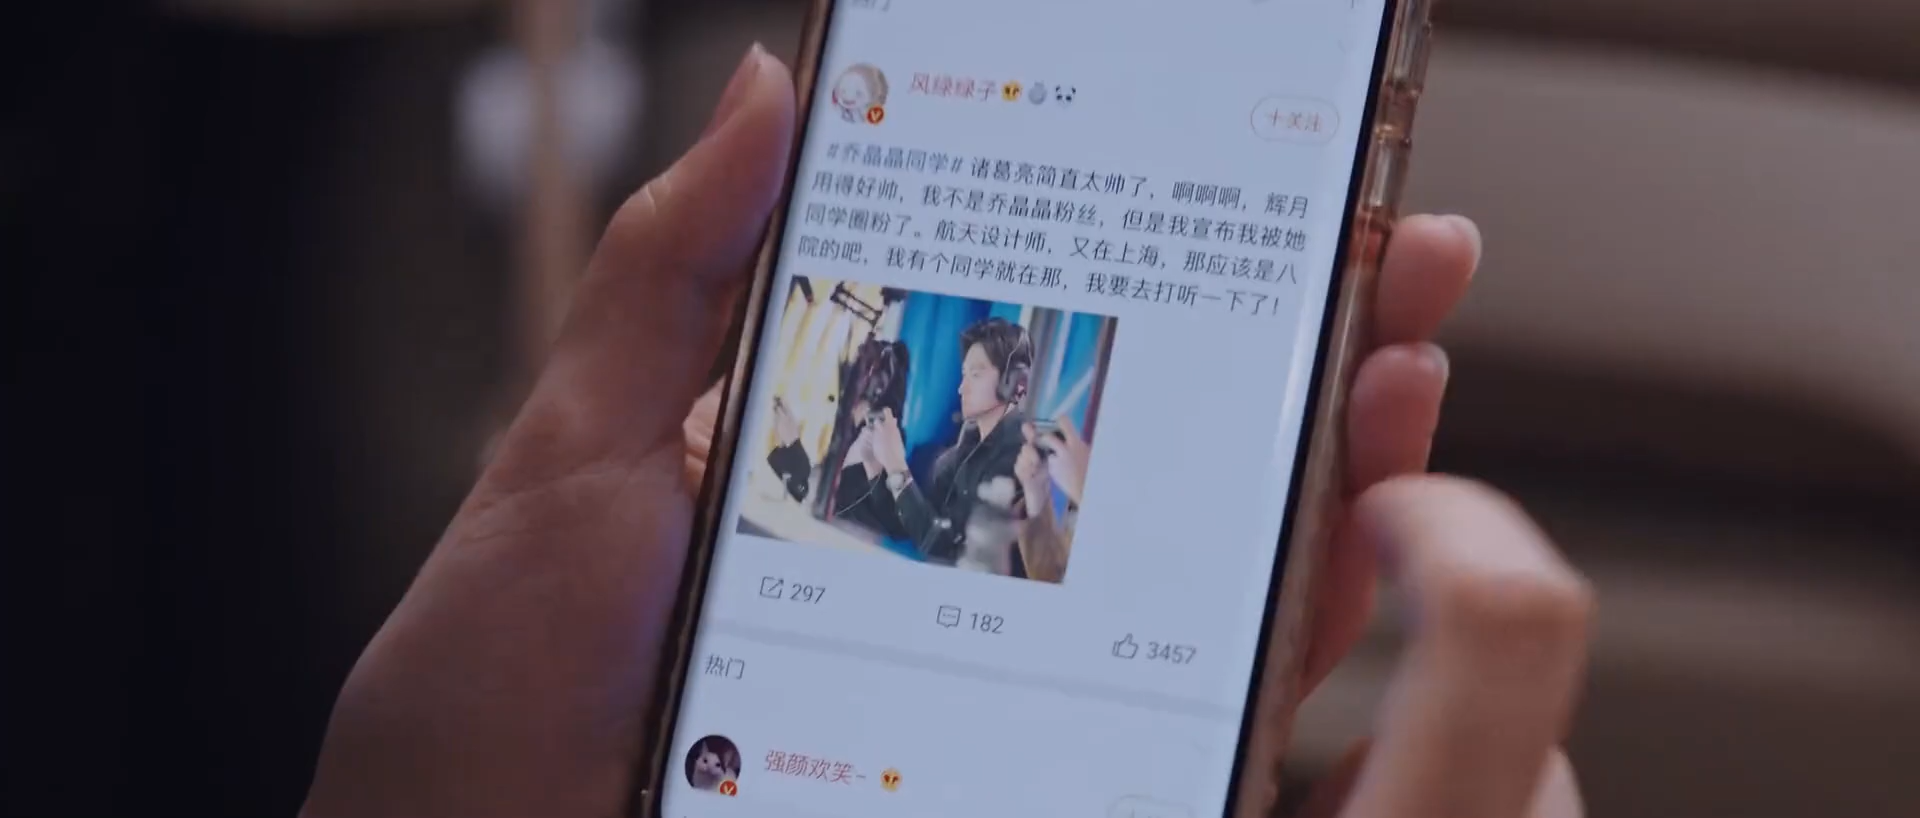 热门
风绿绿子
+关注
#乔晶晶同学# 诸葛亮简直太帅了，啊啊啊，辉月
用得好帅，我不是乔晶晶粉丝，但是我宣布我被她
同学圈粉了。航天设计师，又在上海，那应该是八
院的吧，我有个同学就在那，我要去打听一下了！
297
182
3457
热门
强颜欢笑-